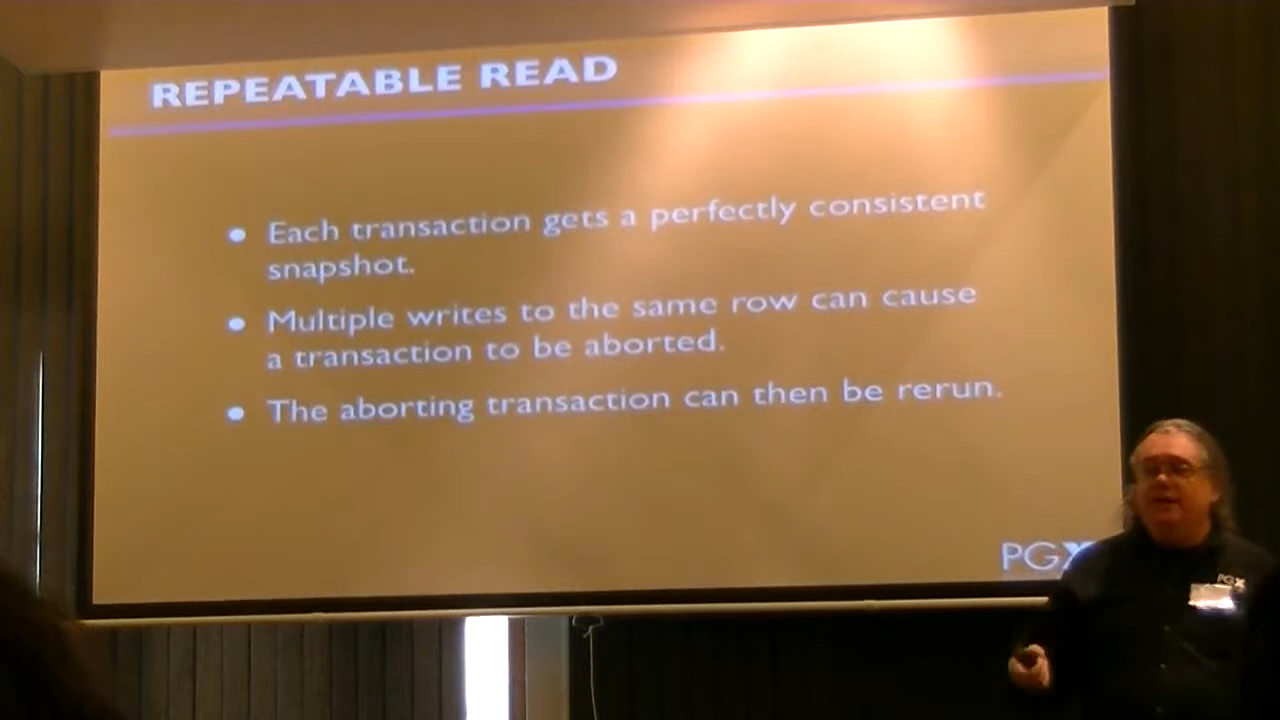 REPEATABLE READ
• Each transaction gets a perfectly consistent
snapshot.
• Multiple writes to the same row can cause
a transaction to be aborted.
• The aborting transaction can then be rerun.
PGX
PGX